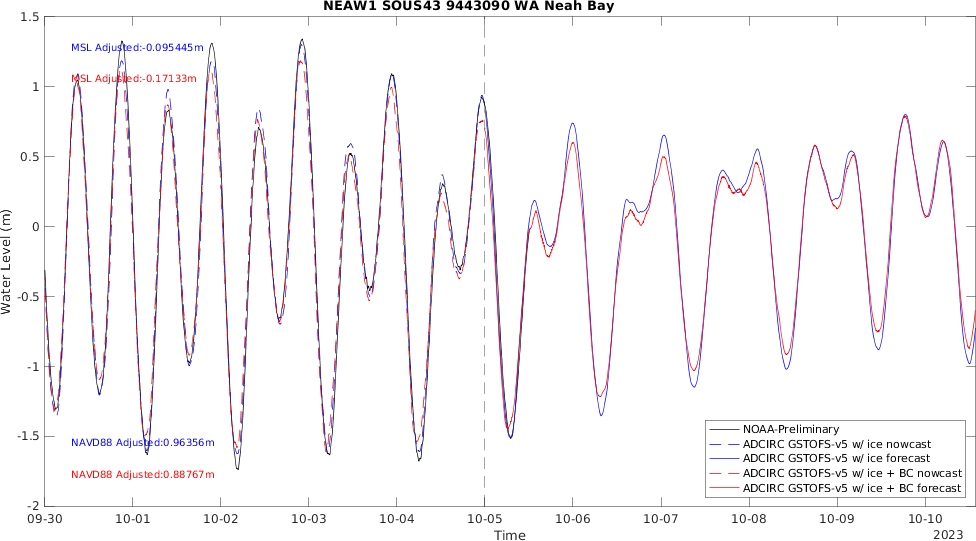 NEAW1 SOUS43 9443090 WA Neah Bay
1.5
1
0.5
0
-0.5
-1
-1.5
-2
Water Level (m)
MSL Adjusted:-0.095445m
MSL Adjusted:-0.17133m
NAVD88 Adjusted:0.96356m
NAVD88 Adjusted:0.88767m
NOAA-Preliminary
ADCIRC GSTOFS-v5 w/ ice nowcast
ADCIRC GSTOFS-v5 w/ ice forecast
ADCIRC GSTOFS-v5 w/ ice + BC nowcast
ADCIRC GSTOFS-v5 w/ ice + BC forecast
09-30 10-01 10-02 10-03 10-04 10-05 10-06 10-07 10-08 10-09 10-10
Time
2023